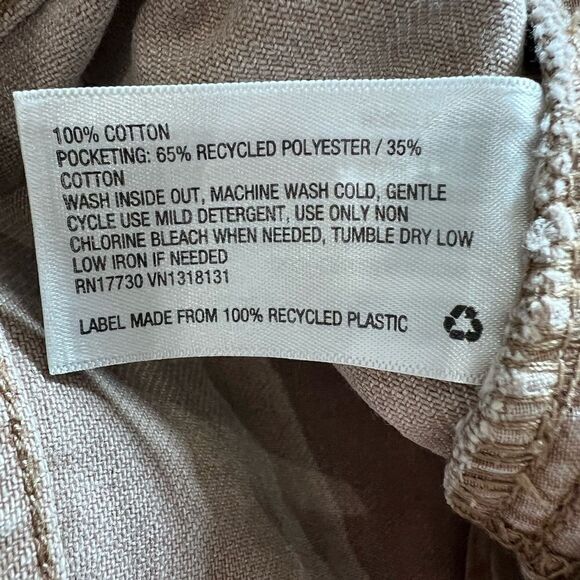 100% COTTON
POCKETING: 65% RECYCLED POLYESTER / 35%
COTTON
WASH INSIDE OUT, MACHINE WASH COLD, GENTLE
CYCLE USE MILD DETERGENT, USE ONLY NON
CHLORINE BLEACH WHEN NEEDED, TUMBLE DRY LOW
LOW IRON IF NEEDED
RN17730 VN1318131
LABEL MADE FROM 100% RECYCLED PLASTIC